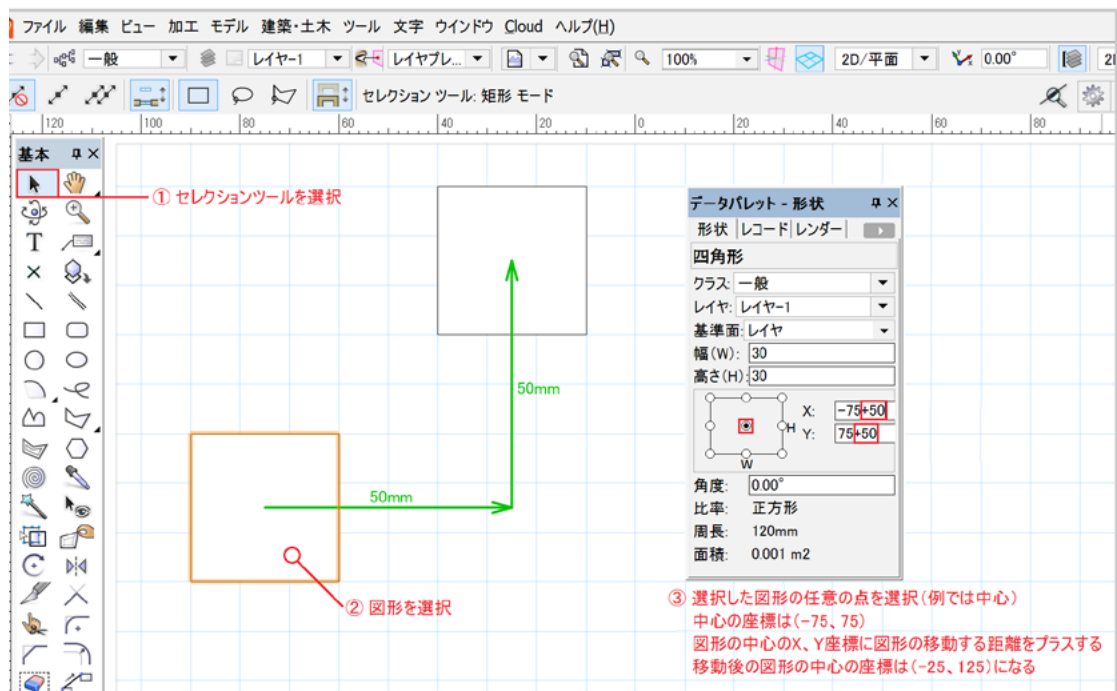 ファイル 編集 ビュー 加工 モデル 建築・土木 ツール 文字 ウインドウ Cloud ヘルプ(H)
一般 レイヤ-1 レイヤプレ... 100% 2D/平面 0.00°
セレクション ツール: 矩形 モード
120 100 80 60 40 20 0 20 40 60 80
基本
① セレクションツールを選択
T
50mm
50mm
② 図形を選択
データパレット - 形状
形状 レコード レンダー
四角形
クラス: 一般
レイヤ: レイヤ-1
基準面: レイヤ
幅(W): 30
高さ(H): 30
X: -75+50
H Y: 75+50
W
角度: 0.00°
比率: 正方形
周長: 120mm
面積: 0.001 m2
③ 選択した図形の任意の点を選択(例では中心)
中心の座標は(-75、75)
図形の中心のX、Y座標に図形の移動する距離をプラスする
移動後の図形の中心の座標は(-25、125)になる